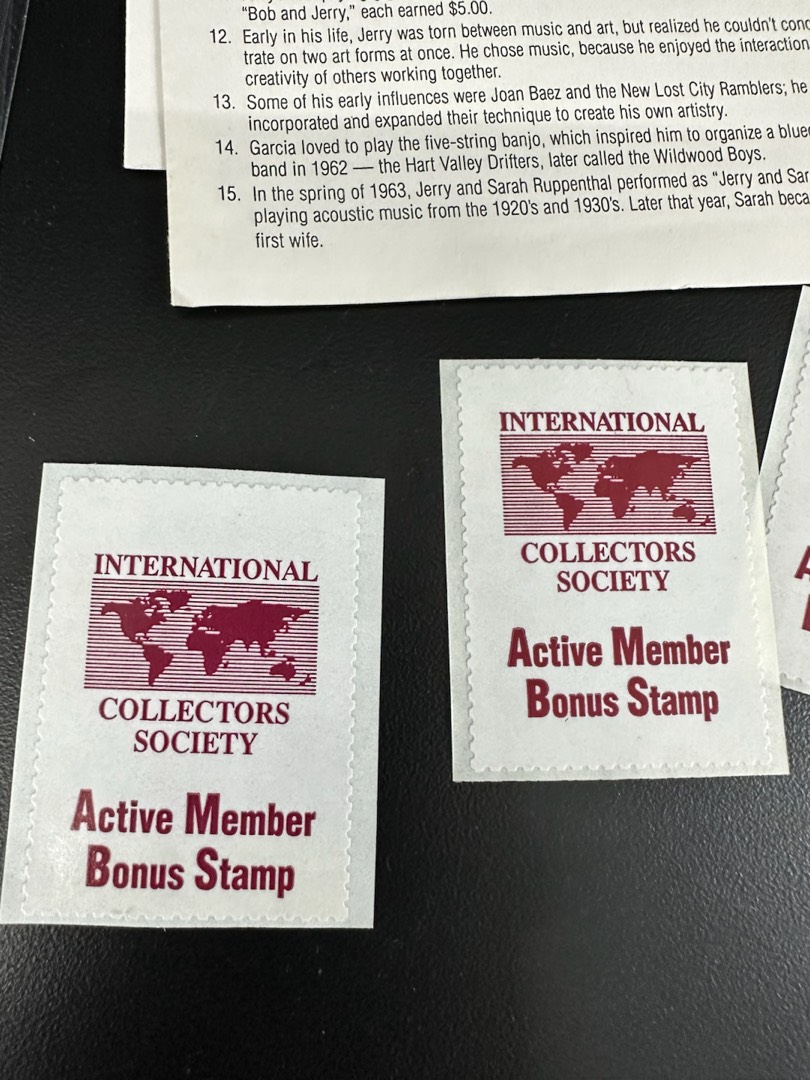 "Bob and Jerry," each earned $5.00.
12. Early in his life, Jerry was torn between music and art, but realized he couldn't
trate on two art forms at once. He chose music, because he enjoyed the interaction
creativity of others working together.
13. Some of his early influences were Joan Baez and the New Lost City Ramblers; he
incorporated and expanded their technique to create his own artistry.
14. Garcia loved to play the five-string banjo, which inspired him to organize a
band in 1962 — the Hart Valley Drifters, later called the Wildwood Boys.
15. In the spring of 1963, Jerry and Sarah Ruppenthal performed as "Jerry and
playing acoustic music from the 1920's and 1930's. Later that year, Sarah
first wife.
INTERNATIONAL
COLLECTORS
SOCIETY
Active Member
Bonus Stamp
INTERNATIONAL
COLLECTORS
SOCIETY
Active Member
Bonus Stamp